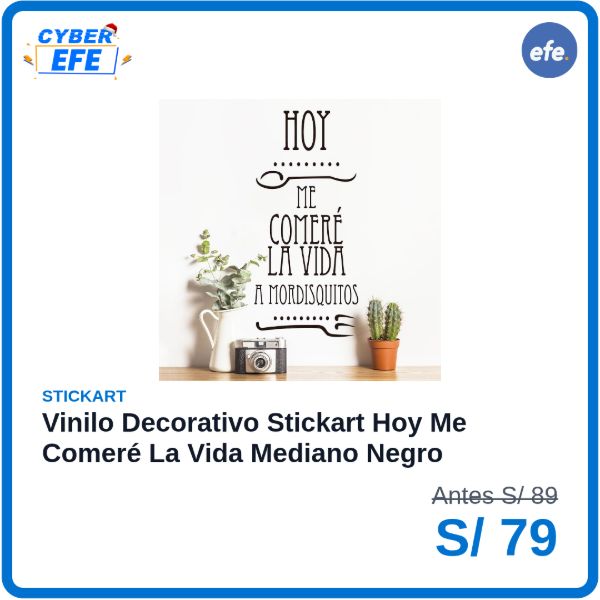 CYBER
EFE
efe.
HOY
ME
COMERÉ
LA VIDA
A MORDISQUITOS
STICKART
Vinilo Decorativo Stickart Hoy Me
Comeré La Vida Mediano Negro
Antes S/ 89
S/ 79